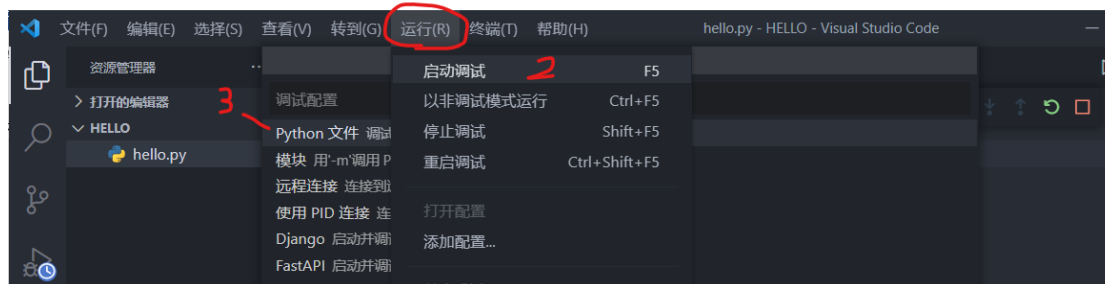 文件(F) 编辑(E) 选择(S) 查看(V) 转到(G) 运行(R) 终端(T) 帮助(H) hello.py - HELLO - Visual Studio Code
资源管理器
启动调试 2 F5
打开的编辑器
3
调试配置
以非调试模式运行 Ctrl+F5
HELLO
Python 文件 调试
停止调试 Shift+F5
hello.py
模块 用'-m'调用 P
重启调试 Ctrl+Shift+F5
远程连接 连接到
使用 PID 连接 连
打开配置
Django 启动并调
添加配置...
FastAPI 启动并调